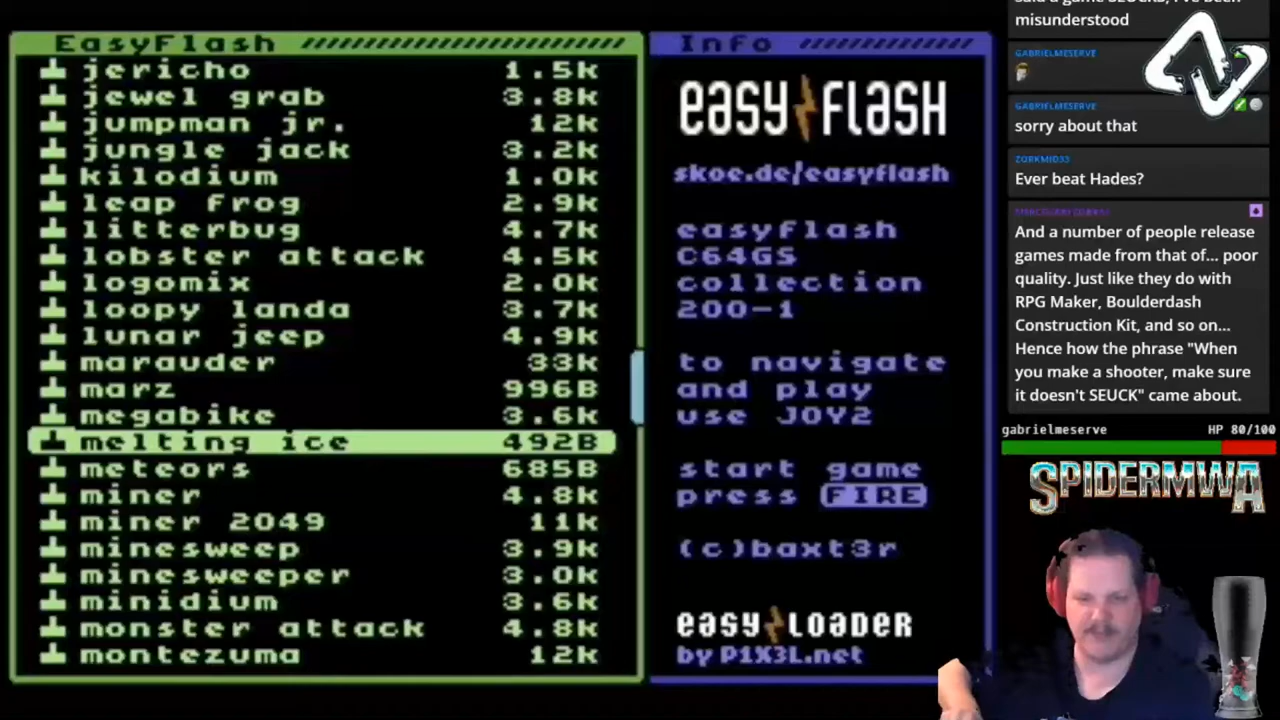 EasyFlash
jericho 1.5k
jewel grab 3.8k
jumpman jr. 12k
jungle jack 3.2k
kilodium 1.0k
leap frog 2.9k
litterbug 4.7k
lobster attack 4.5k
logomix 2.0k
loopy landa 3.7k
lunar jeep 4.9k
marauder 33k
marz 996B
megabike 3.6k
melting ice 492B
meteors 685B
miner 4.8k
miner 2049 11k
minesweep 3.9k
minesweeper 3.0k
minidium 3.6k
monster attack 4.8k
montezuma 12k
Info
easy FLasH
skoe.de/easyflash
easyflash
C64GS
collection
200-1
to navigate
and play
use JOY2
start game
press FIRE
(c)baxt3r
easy LOADER
by P1X3L.net
misunderstood
GABRIELMESERVE
GABRIELMESERVE
sorry about that
ZORKMID33
Ever beat Hades?
And a number of people release
games made from that of... poor
quality. Just like they do with
RPG Maker, Boulderdash
Construction Kit, and so on...
Hence how the phrase "When
you make a shooter, make sure
it doesn't SEUCK" came about.
gabrielmeserve HP 80/100
SPIDERMWA